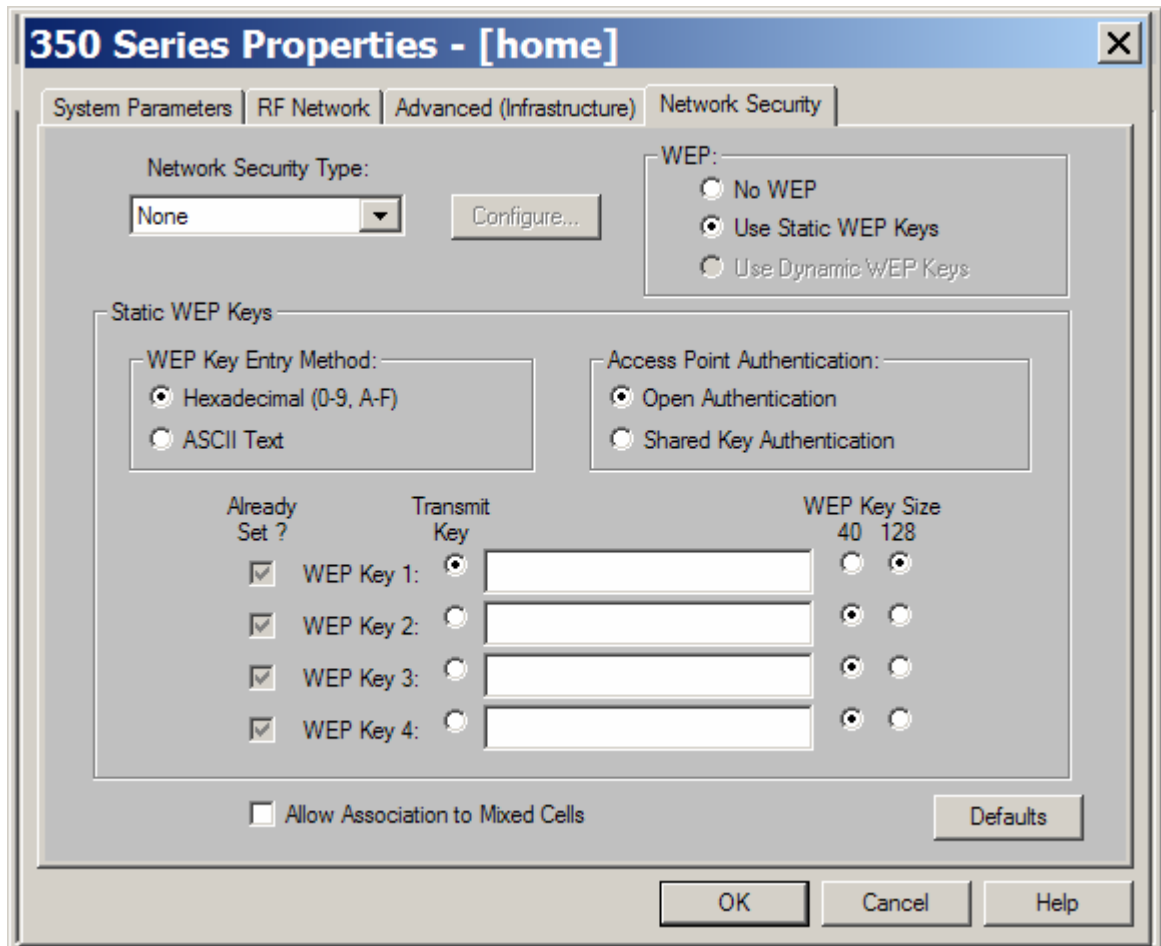 350 Series Properties - [home]
System Parameters
RF Network
Advanced (Infrastructure)
Network Security
Network Security Type:
None
Configure...
WEP:
No WEP
Use Static WEP Keys
Use Dynamic WEP Keys
Static WEP Keys
WEP Key Entry Method:
Hexadecimal (0-9, A-F)
ASCII Text
Access Point Authentication:
Open Authentication
Shared Key Authentication
Already
Set ?
Transmit
Key
WEP Key Size
40 128
WEP Key 1:
WEP Key 2:
WEP Key 3:
WEP Key 4:
Allow Association to Mixed Cells
Defaults
OK
Cancel
Help